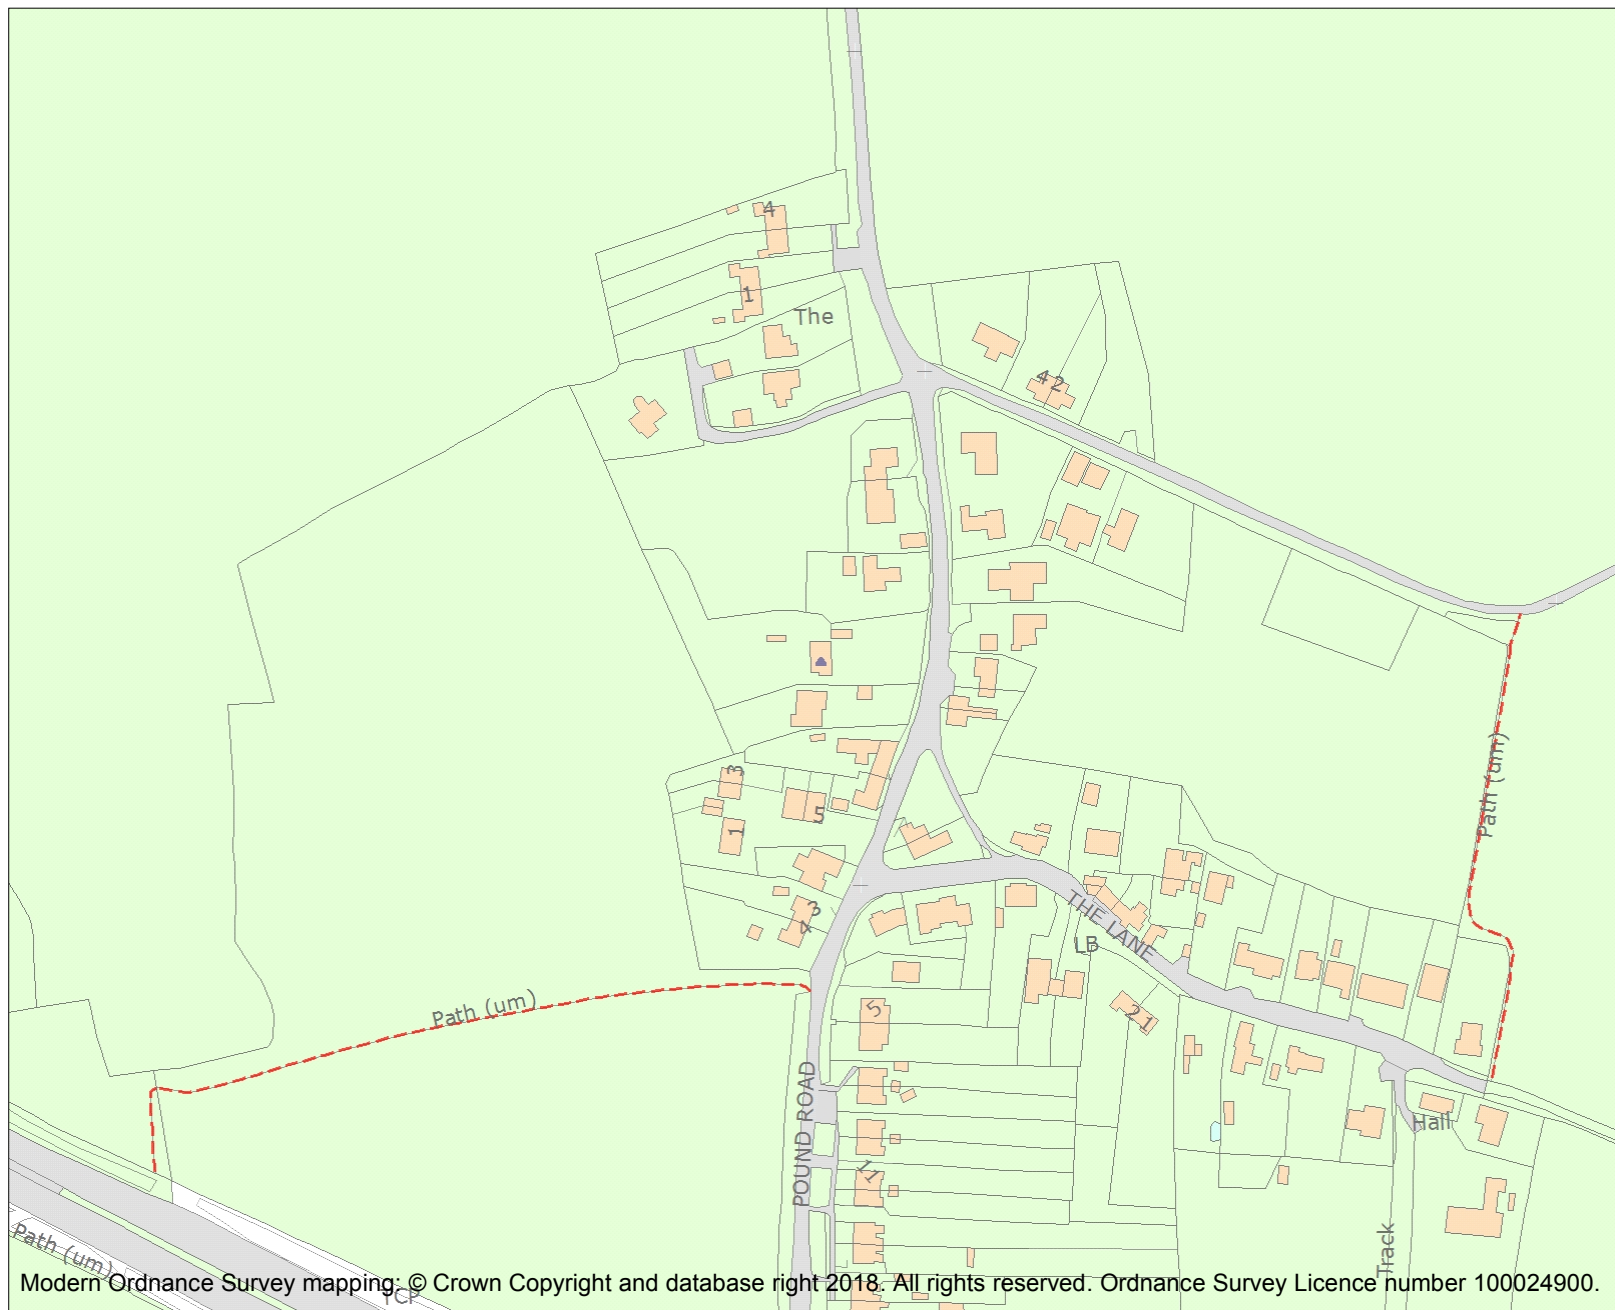 4
1
The
4 2
3
5
1
3
4
THE LANE
LB
Path (um)
Path (um)
5
2 1
POUND ROAD
11
Hall
Track
Path (um)
TCP
Modern Ordnance Survey mapping: © Crown Copyright and database right 2018. All rights reserved. Ordnance Survey Licence number 100024900.